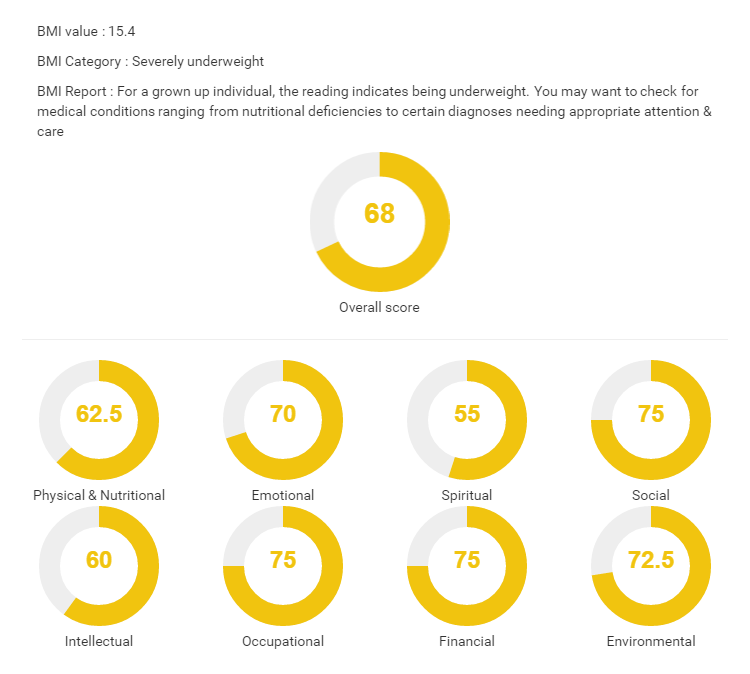 BMI value : 15.4
BMI Category : Severely underweight
BMI Report : For a grown up individual, the reading indicates being underweight. You may want to check for
medical conditions ranging from nutritional deficiencies to certain diagnoses needing appropriate attention &
care
68
Overall score
62.5 70 55 75
Physical & Nutritional Emotional Spiritual Social
60 75 75 72.5
Intellectual Occupational Financial Environmental